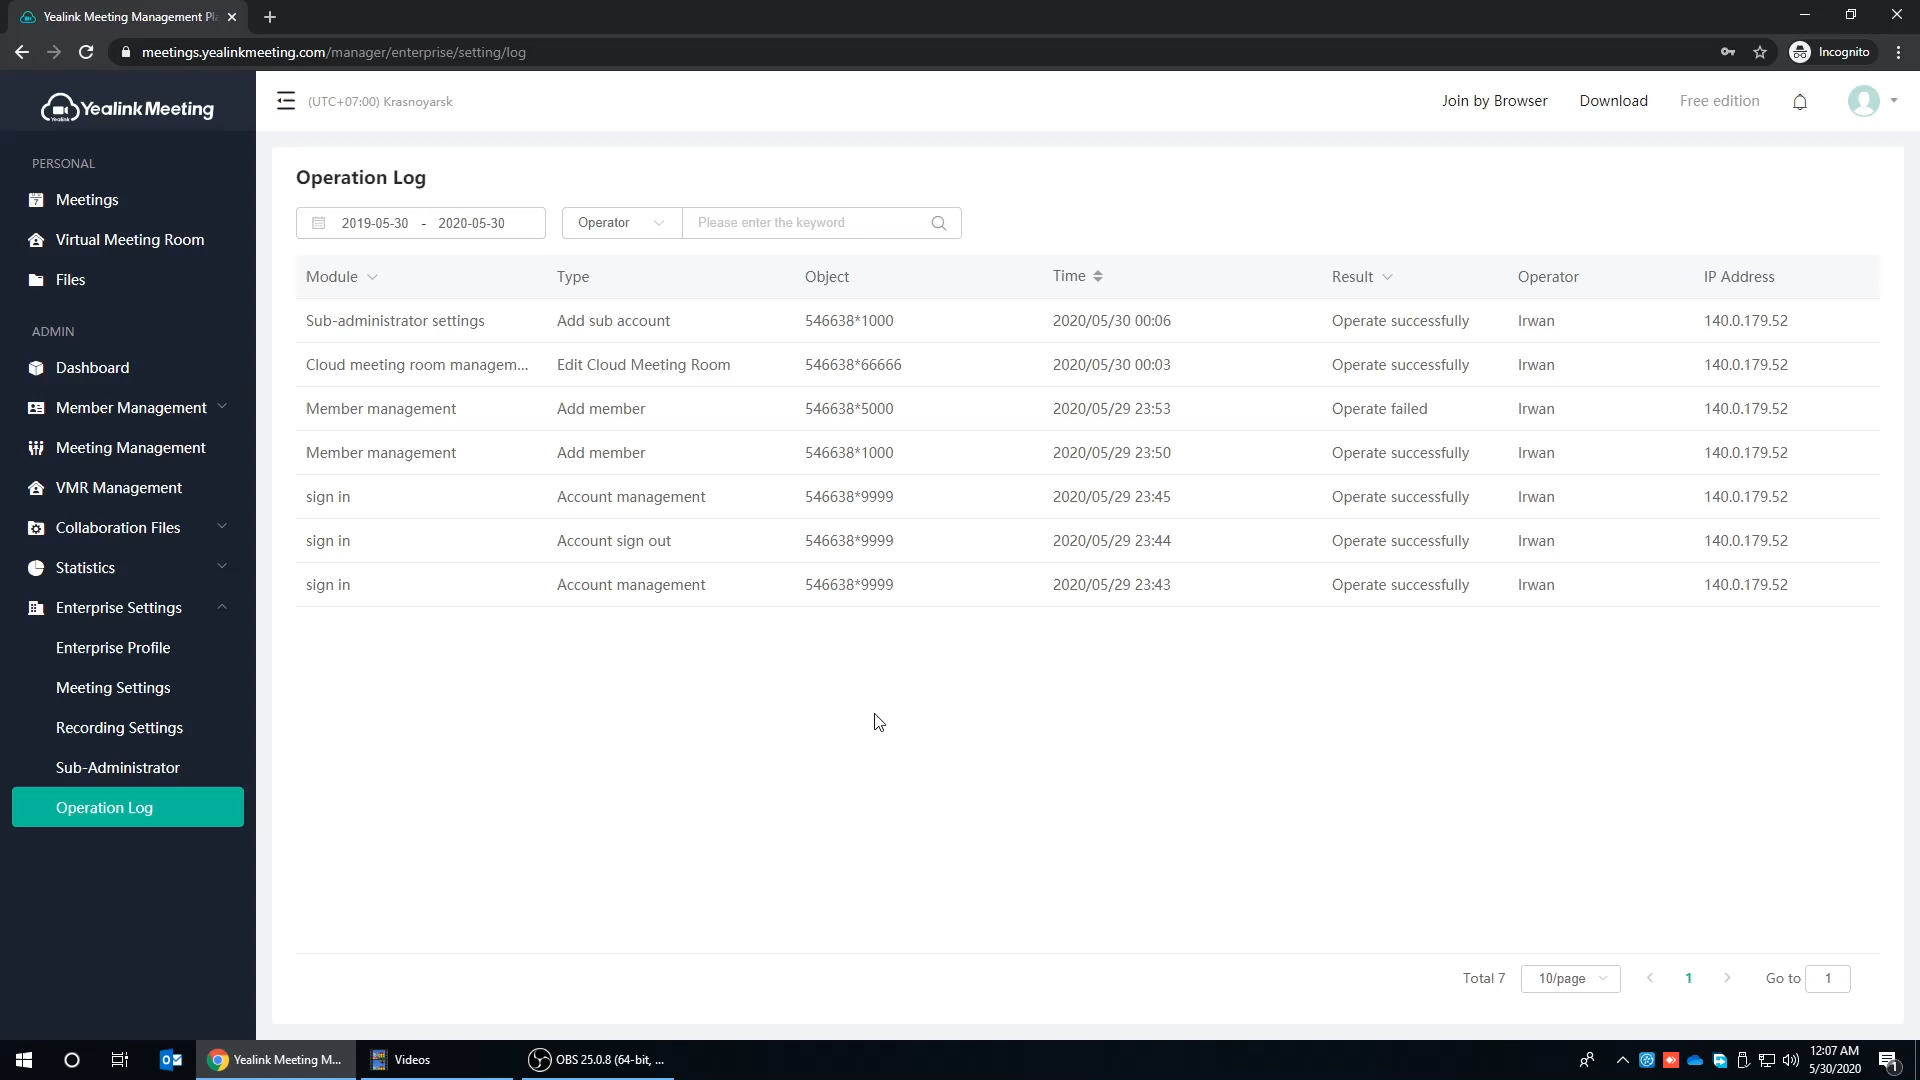 Yealink Meeting Management Pl
meetings.yealinkmeeting.com/manager/enterprise/setting/log
Incognito
Yealink Meeting
Yealink
(UTC+07:00) Krasnoyarsk
Join by Browser
Download
Free edition
PERSONAL
7
Meetings
Virtual Meeting Room
Files
ADMIN
Dashboard
Member Management
Meeting Management
VMR Management
Collaboration Files
Statistics
Enterprise Settings
Enterprise Profile
Meeting Settings
Recording Settings
Sub-Administrator
Operation Log
Operation Log
2019-05-30 - 2020-05-30
Operator
Please enter the keyword
Module Type Object Time Result Operator IP Address
Sub-administrator settings Add sub account 546638*1000 2020/05/30 00:06 Operate successfully Irwan 140.0.179.52
Cloud meeting room managem... Edit Cloud Meeting Room 546638*66666 2020/05/30 00:03 Operate successfully Irwan 140.0.179.52
Member management Add member 546638*5000 2020/05/29 23:53 Operate failed Irwan 140.0.179.52
Member management Add member 546638*1000 2020/05/29 23:50 Operate successfully Irwan 140.0.179.52
sign in Account management 546638*9999 2020/05/29 23:45 Operate successfully Irwan 140.0.179.52
sign in Account sign out 546638*9999 2020/05/29 23:44 Operate successfully Irwan 140.0.179.52
sign in Account management 546638*9999 2020/05/29 23:43 Operate successfully Irwan 140.0.179.52
Total 7 10/page 1 Go to 1
Yealink Meeting M...
Videos
OBS 25.0.8 (64-bit, ...
12:07 AM
5/30/2020
1